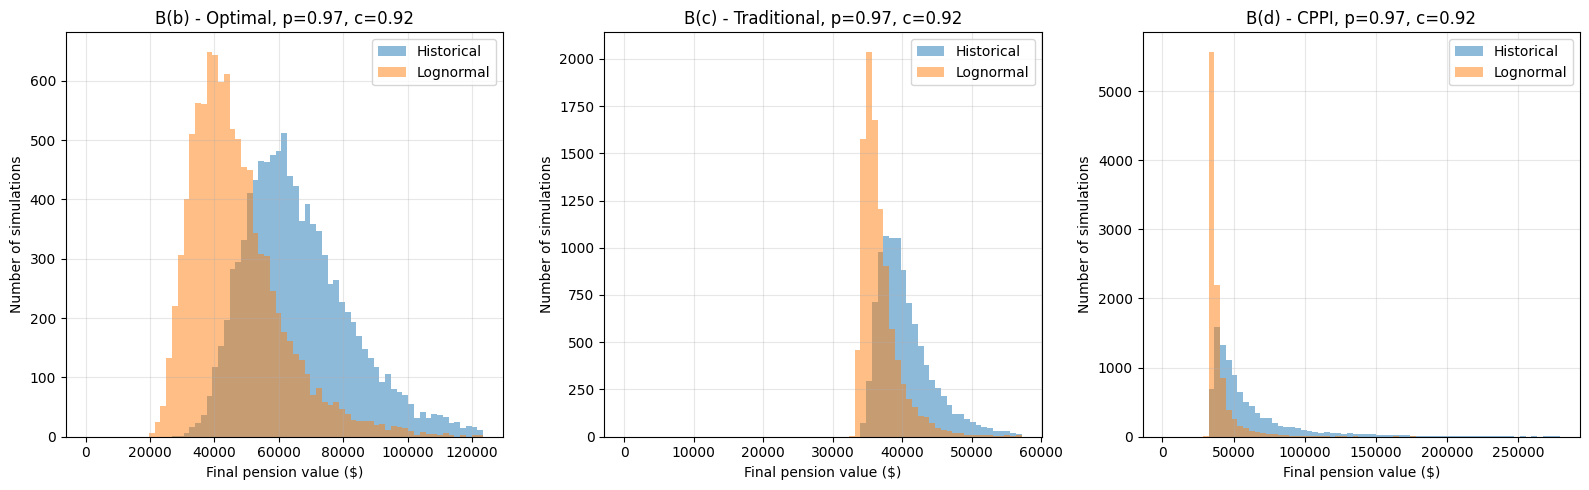 B(b) - Optimal, p=0.97, c=0.92
Historical
Lognormal
600
500
400
300
200
100
0
Number of simulations
0 20000 40000 60000 80000 100000 120000
Final pension value ($)
B(c) - Traditional, p=0.97, c=0.92
Historical
Lognormal
2000
1750
1500
1250
1000
750
500
250
0
Number of simulations
0 10000 20000 30000 40000 50000 60000
Final pension value ($)
B(d) - CPPI, p=0.97, c=0.92
Historical
Lognormal
5000
4000
3000
2000
1000
0
Number of simulations
0 50000 100000 150000 200000 250000
Final pension value ($)